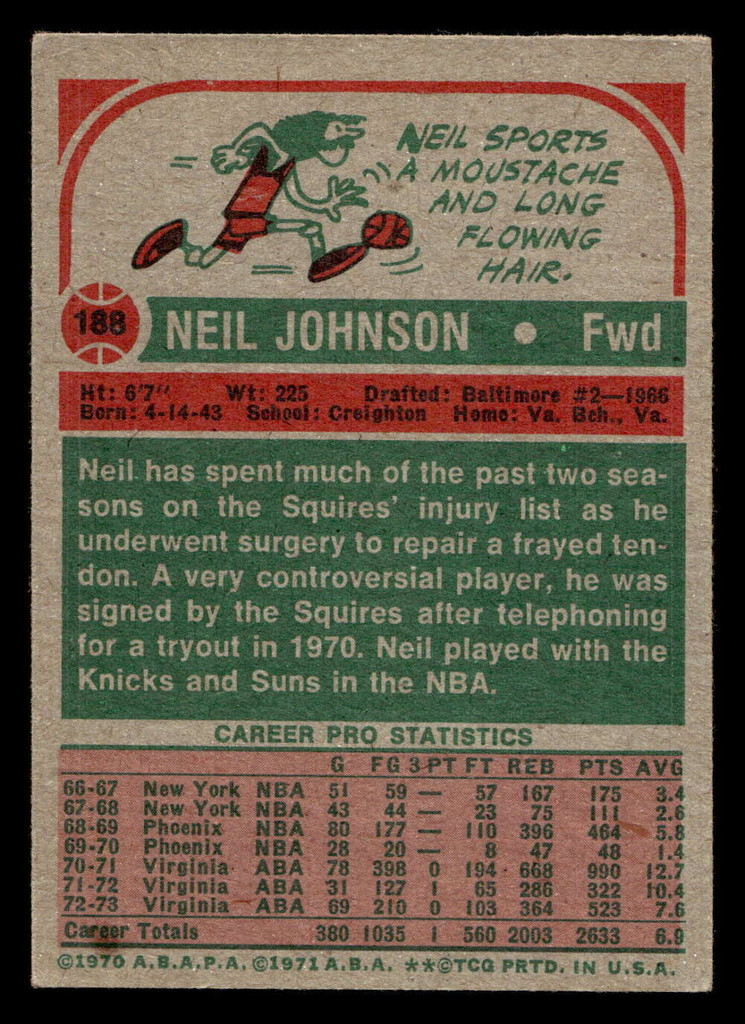 NEIL SPORTS
A MOUSTACHE
AND LONG
FLOWING
HAIR.
188 NEIL JOHNSON • Fwd
Ht: 6'7" Wt: 225 Drafted: Baltimore #2—1966
Born: 4-14-43 School: Creighton Home: Va. Bch., Va.
Neil has spent much of the past two sea-
sons on the Squires' injury list as he
underwent surgery to repair a frayed ten-
don. A very controversial player, he was
signed by the Squires after telephoning
for a tryout in 1970. Neil played with the
Knicks and Suns in the NBA.
CAREER PRO STATISTICS
G FG 3-PT FT REB PTS AVG
66-67 New York NBA 51 59 — 57 167 175 3.4
67-68 New York NBA 43 44 — 23 75 111 2.6
68-69 Phoenix NBA 80 177 — 110 396 464 5.8
69-70 Phoenix NBA 28 20 — 8 47 48 1.4
70-71 Virginia ABA 78 398 0 194 668 990 12.7
71-72 Virginia ABA 31 127 1 65 286 322 10.4
72-73 Virginia ABA 69 210 0 103 364 523 7.6
Career Totals 380 1035 1 560 2003 2633 6.9
©1970 A.B.A.P.A. ©1971 A.B.A. **©TCG PRTD. IN U.S.A.